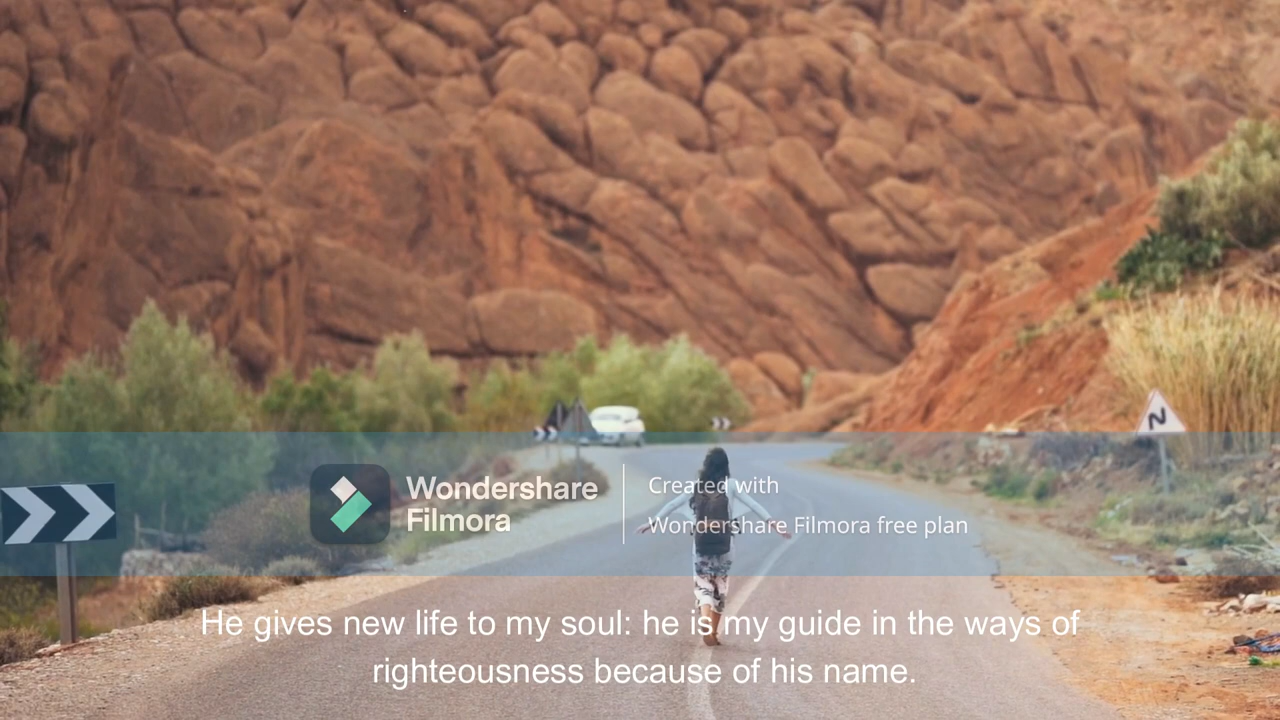 Wondershare
Filmora
Created with
Wondershare Filmora free plan
He gives new life to my soul: he is my guide in the ways of
righteousness because of his name.